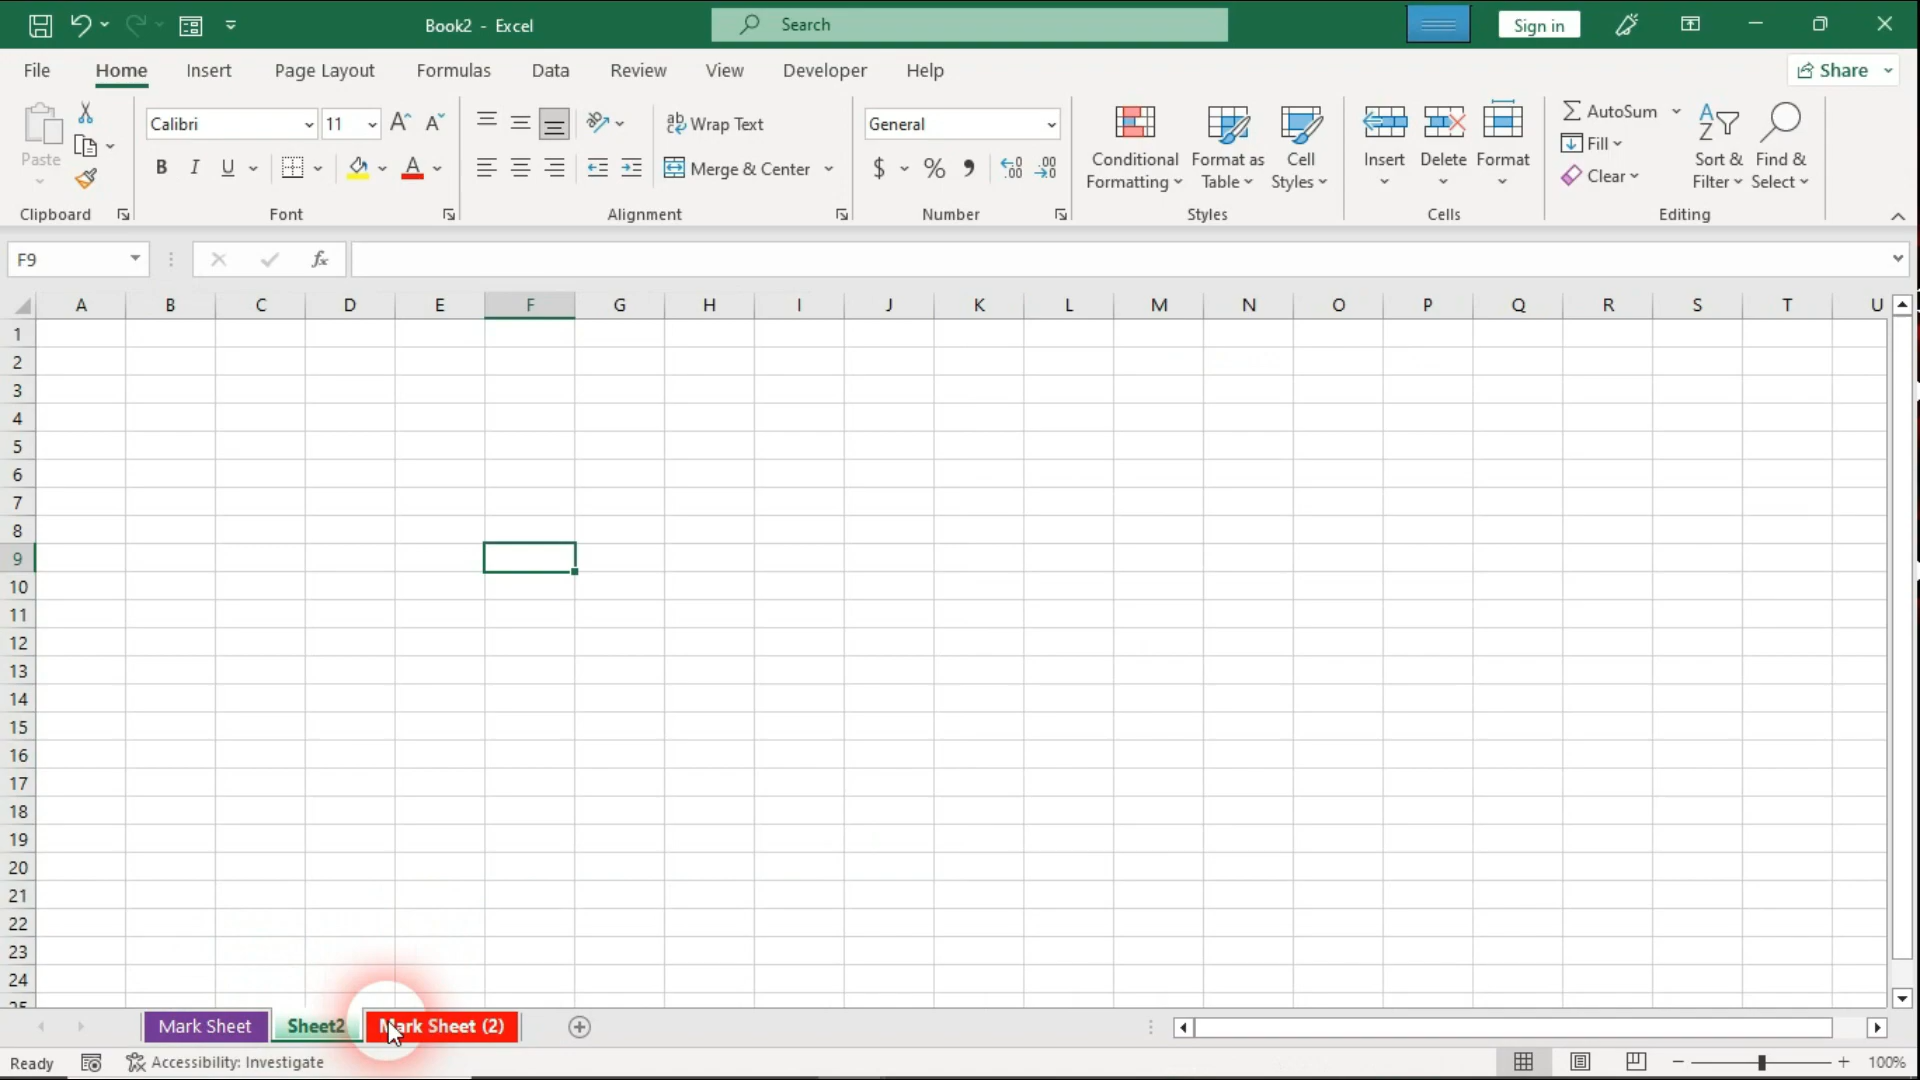 Book2 - Excel
Search
Sign in
File Home Insert Page Layout Formulas Data Review View Developer Help
Share
Paste
Clipboard
Calibri 11
B I U A
Font
Wrap Text
Merge & Center
Alignment
General
$ %
Number
Conditional Formatting
Format as Table
Cell Styles
Styles
Insert
Delete
Format
Cells
AutoSum
Fill
Clear
Sort & Filter
Find & Select
Editing
F9
fx
A B C D E F G H I J K L M N O P Q R S T U
1
2
3
4
5
6
7
8
9
10
11
12
13
14
15
16
17
18
19
20
21
22
23
24
25
Mark Sheet Sheet2 Mark Sheet (2)
Ready
Accessibility: Investigate
100%